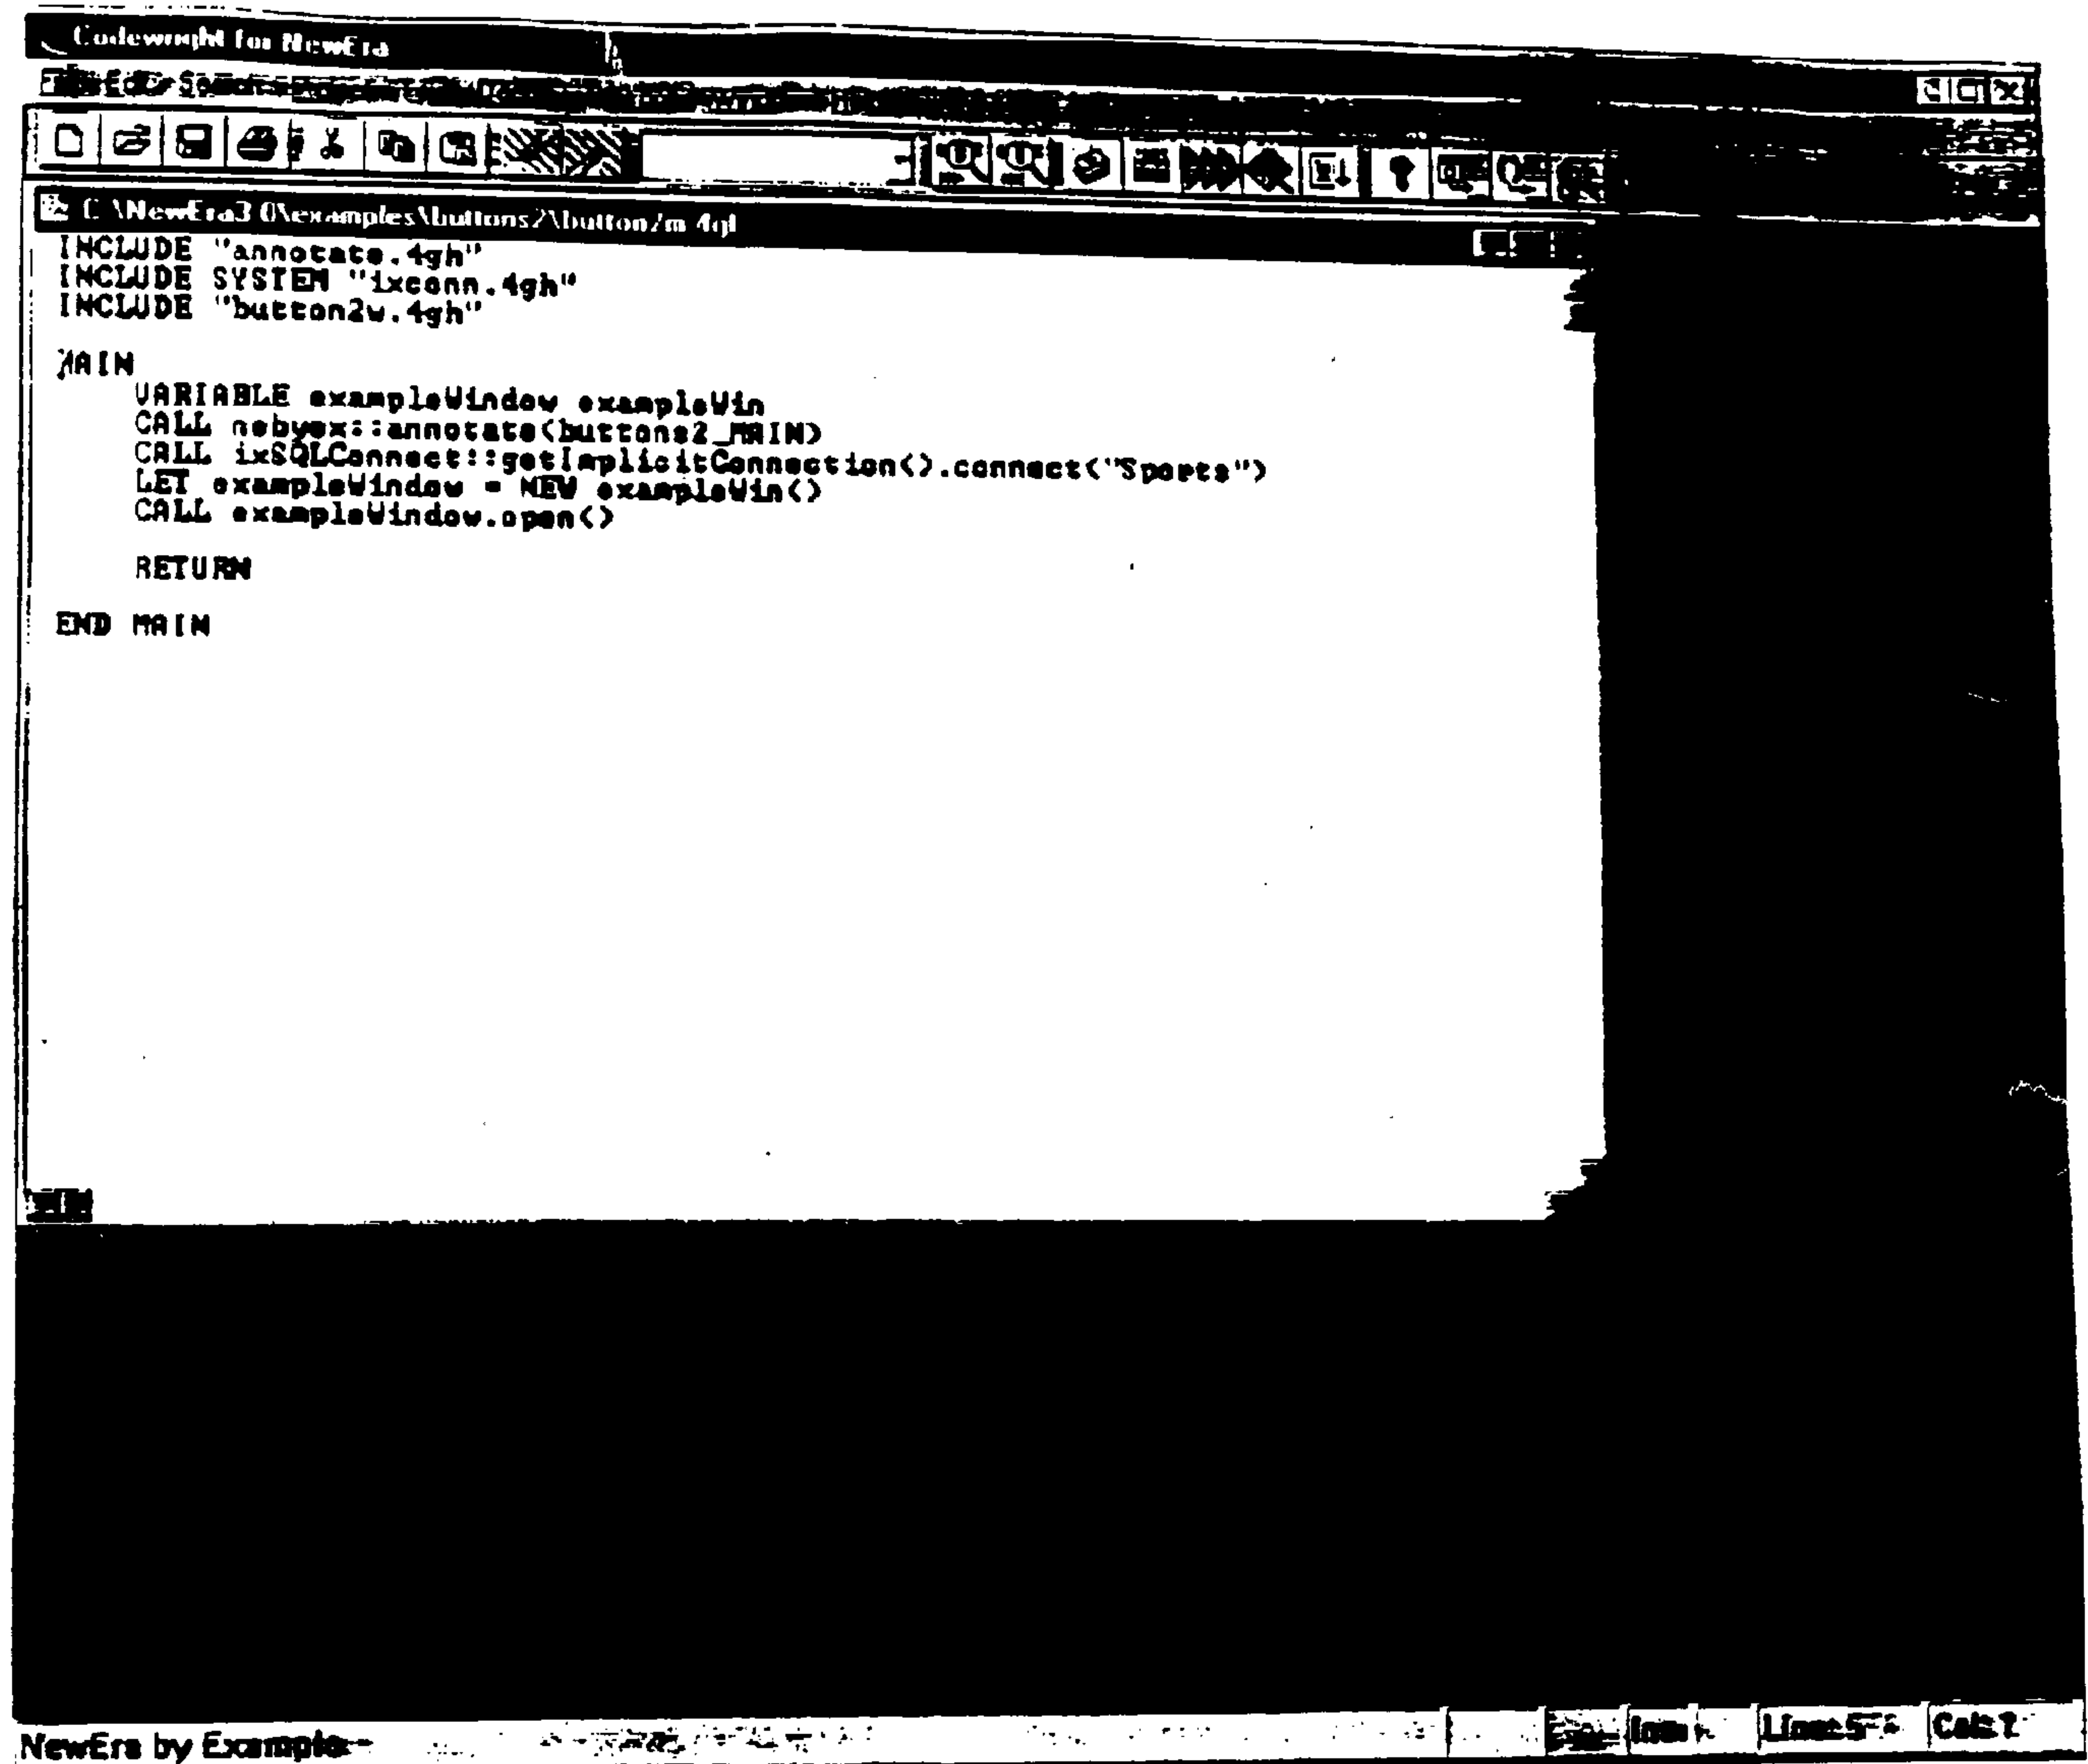 Codewright for NewEra
C:\NewEra3.0\examples\buttons2\button2m.4gl
INCLUDE "annotate.4gh"
INCLUDE SYSTEM "ixconn.4gh"
INCLUDE "button2w.4gh"
MAIN
VARIABLE exampleWindow exampleWin
CALL nebyex::annotate(buttons2_MAIN)
CALL ixSQLConnect::getImplicitConnection().connect("Sports")
LET exampleWindow = NEW exampleWin()
CALL exampleWindow.open()
RETURN
END MAIN
NewEra by Example